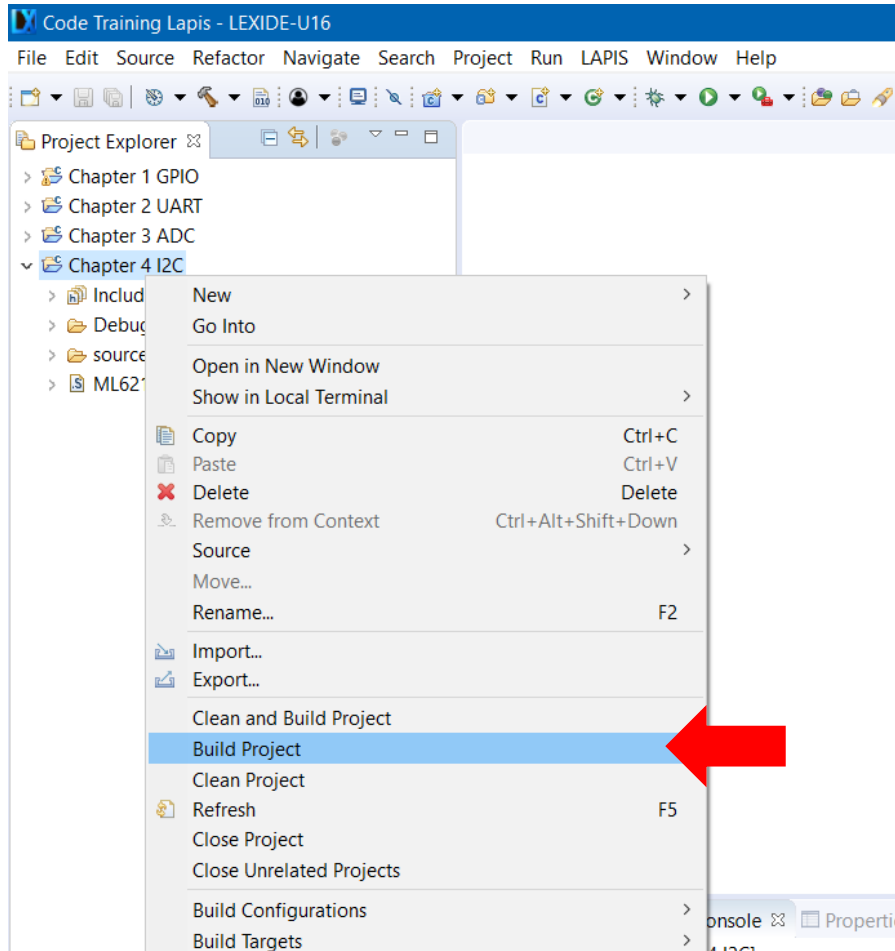 Code Training Lapis - LEXIDE-U16
File Edit Source Refactor Navigate Search Project Run LAPIS Window Help
010
Project Explorer
Chapter 1 GPIO
Chapter 2 UART
Chapter 3 ADC
Chapter 4 I2C
Includ
Debug
source
ML621
New
Go Into
Open in New Window
Show in Local Terminal
Copy Ctrl+C
Paste Ctrl+V
Delete Delete
Remove from Context Ctrl+Alt+Shift+Down
Source
Move...
Rename... F2
Import...
Export...
Clean and Build Project
Build Project
Clean Project
Refresh F5
Close Project
Close Unrelated Projects
Build Configurations
Build Targets
onsole Properti
4 I2C]